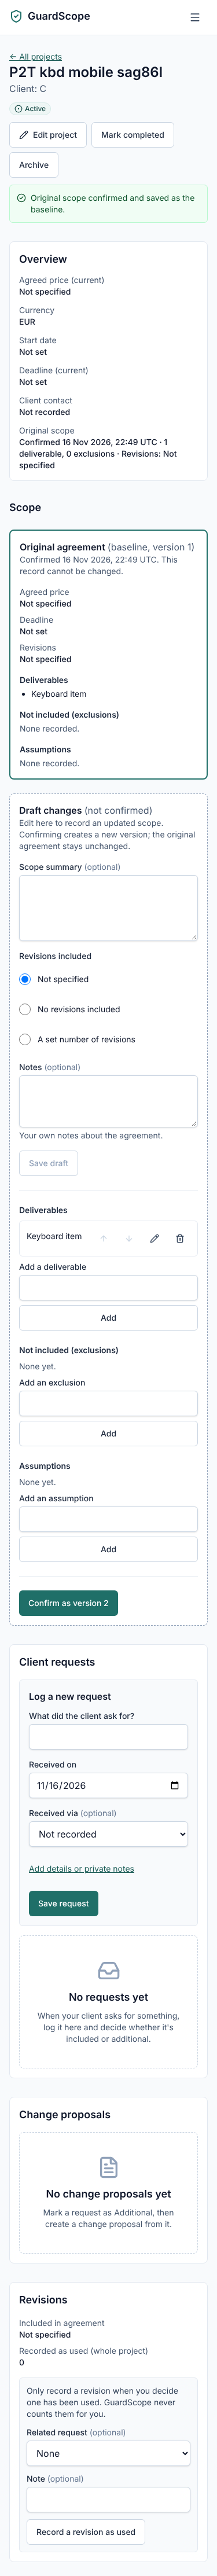 GuardScope
← All projects
P2T kbd mobile sag86l
Client: C
Active
Edit project
Mark completed
Archive
Original scope confirmed and saved as the
baseline.
Overview
Agreed price (current)
Not specified
Currency
EUR
Start date
Not set
Deadline (current)
Not set
Client contact
Not recorded
Original scope
Confirmed 16 Nov 2026, 22:49 UTC · 1
deliverable, 0 exclusions · Revisions: Not
specified
Scope
Original agreement (baseline, version 1)
Confirmed 16 Nov 2026, 22:49 UTC. This
record cannot be changed.
Agreed price
Not specified
Deadline
Not set
Revisions
Not specified
Deliverables
• Keyboard item
Not included (exclusions)
None recorded.
Assumptions
None recorded.
Draft changes (not confirmed)
Edit here to record an updated scope.
Confirming creates a new version; the original
agreement stays unchanged.
Scope summary (optional)
Revisions included
Not specified
No revisions included
A set number of revisions
Notes (optional)
Your own notes about the agreement.
Save draft
Deliverables
Keyboard item
Add a deliverable
Add
Not included (exclusions)
None yet.
Add an exclusion
Add
Assumptions
None yet.
Add an assumption
Add
Confirm as version 2
Client requests
Log a new request
What did the client ask for?
Received on
11/16/2026
Received via (optional)
Not recorded
Add details or private notes
Save request
No requests yet
When your client asks for something,
log it here and decide whether it's
included or additional.
Change proposals
No change proposals yet
Mark a request as Additional, then
create a change proposal from it.
Revisions
Included in agreement
Not specified
Recorded as used (whole project)
0
Only record a revision when you decide
one has been used. GuardScope never
counts them for you.
Related request (optional)
None
Note (optional)
Record a revision as used